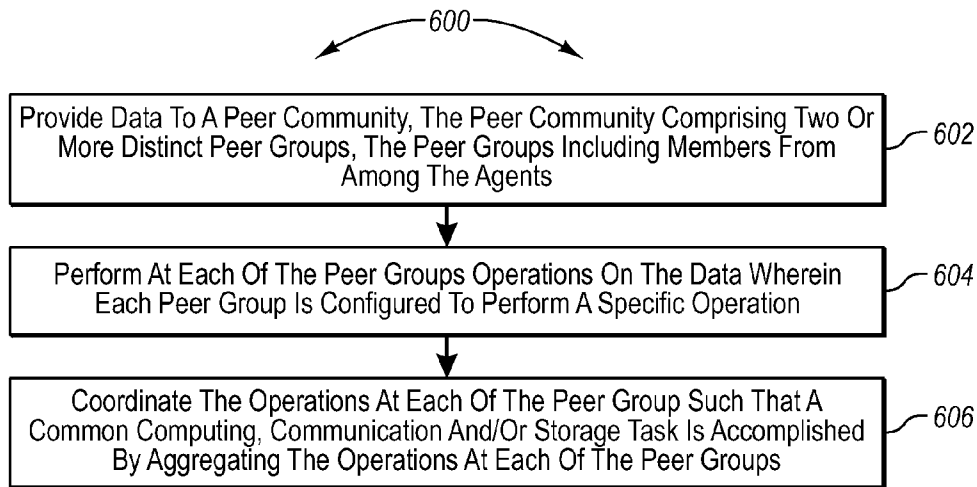 600
Provide Data To A Peer Community, The Peer Community Comprising Two Or
More Distinct Peer Groups, The Peer Groups Including Members From
Among The Agents
602
Perform At Each Of The Peer Groups Operations On The Data Wherein
Each Peer Group Is Configured To Perform A Specific Operation
604
Coordinate The Operations At Each Of The Peer Group Such That A
Common Computing, Communication And/Or Storage Task Is Accomplished
By Aggregating The Operations At Each Of The Peer Groups
606